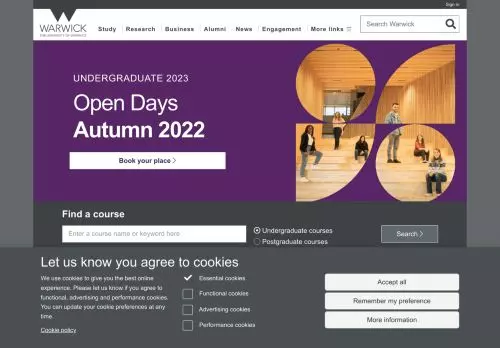 Sign in
WARWICK
THE UNIVERSITY OF WARWICK
Study Research Business Alumni News Engagement More links
Search Warwick
UNDERGRADUATE 2023
Open Days
Autumn 2022
Book your place
Find a course
Enter a course name or keyword here
Undergraduate courses
Postgraduate courses
Search
Let us know you agree to cookies
We use cookies to give you the best online
experience. Please let us know if you agree to
functional, advertising and performance cookies.
You can update your cookie preferences at any
time.
Cookie policy
Essential cookies
Functional cookies
Advertising cookies
Performance cookies
Accept all
Remember my preference
More information